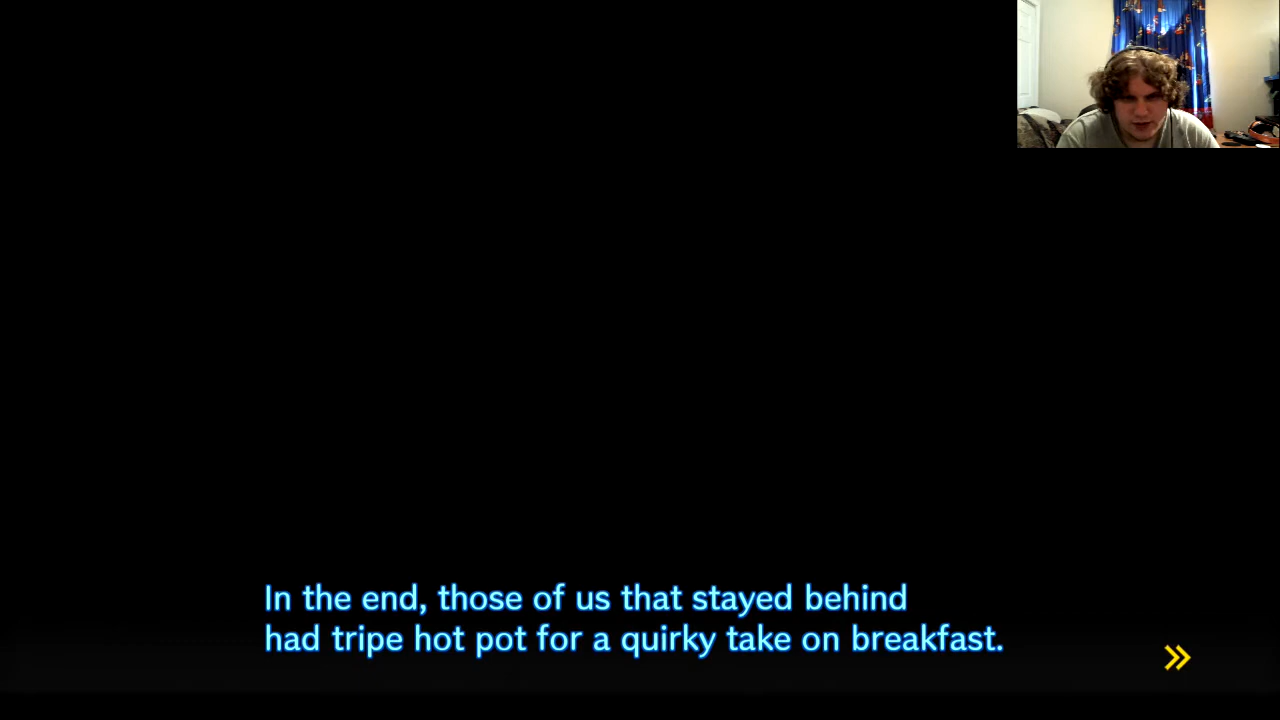 In the end, those of us that stayed behind
had tripe hot pot for a quirky take on breakfast.